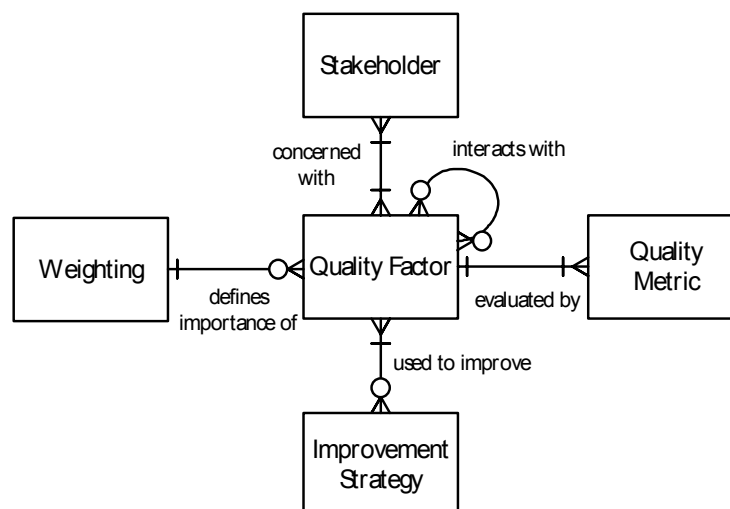 Stakeholder
concerned
with
interacts with
Weighting
Quality Factor
Quality
Metric
defines
importance of
evaluated by
used to improve
Improvement
Strategy